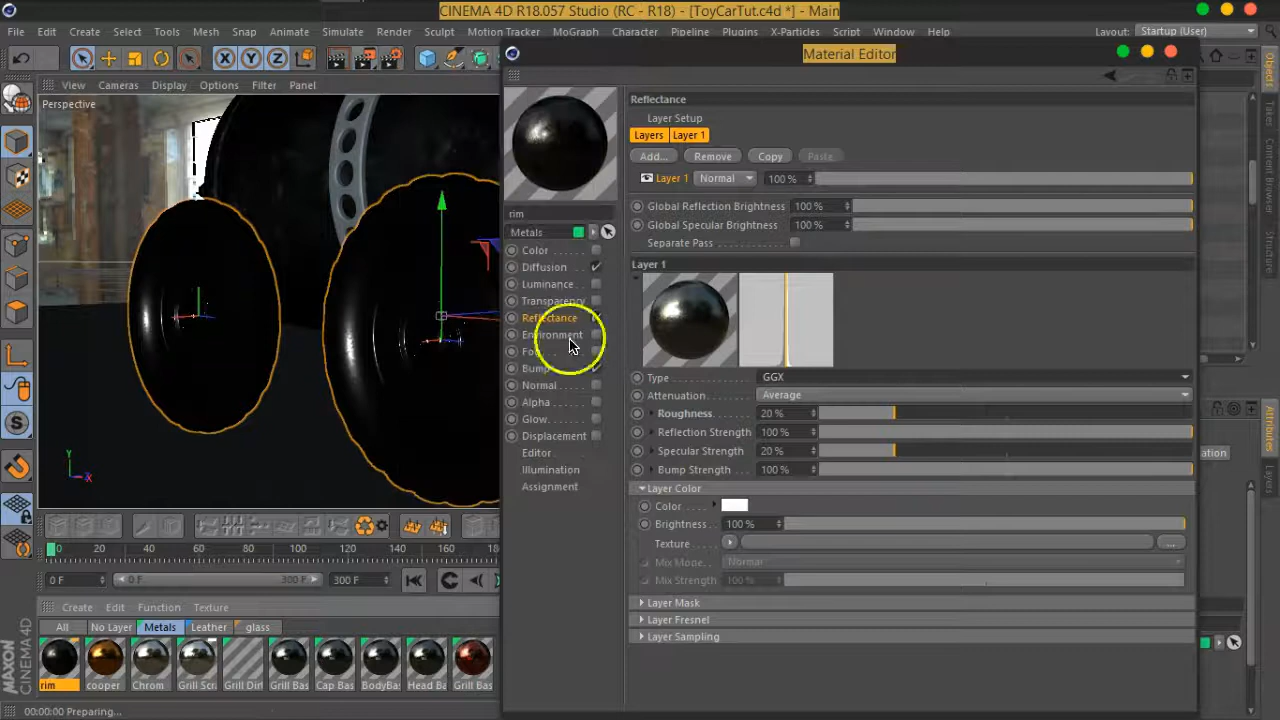 CINEMA 4D R18.057 Studio (RC - R18) - [ToyCarTut.c4d *] - Main
File Edit Create Select Tools Mesh Snap Animate Simulate Render Sculpt Motion Tracker MoGraph Character Pipeline Plugins X-Particles Script Window Help Layout: Startup (User)
Material Editor
X Y Z
View Cameras Display Options Filter Panel
Perspective
Reflectance
Layer Setup
Layers Layer 1
Add... Remove Copy Paste
Layer 1 Normal 100 %
Global Reflection Brightness 100 %
Global Specular Brightness 100 %
Separate Pass
rim
Metals
Color
Diffusion
Luminance
Transparency
Reflectance
Environment
Fog
Bump
Normal
Alpha
Glow
Displacement
Editor
Illumination
Assignment
Layer 1
Type GGX
Attenuation Average
Roughness 20 %
Reflection Strength 100 %
Specular Strength 20 %
Bump Strength 100 %
Layer Color
Color
Brightness 100 %
Texture ...
Mix Mode Normal
Mix Strength 100 %
Layer Mask
Layer Fresnel
Layer Sampling
Objects
Takes
Content Browser
Structure
Attributes
Layers
Y
X
S
0 20 40 60 80 100 120 140 160
0 F 0 F 300 F 300 F
Create Edit Function Texture
All No Layer Metals Leather glass
rim cooper Chrom Grill Scr Grill Dirt Grill Bas Cap Bas BodyBas Head Ba Grill Bas
MAXON CINEMA 4D
00:00:00 Preparing...